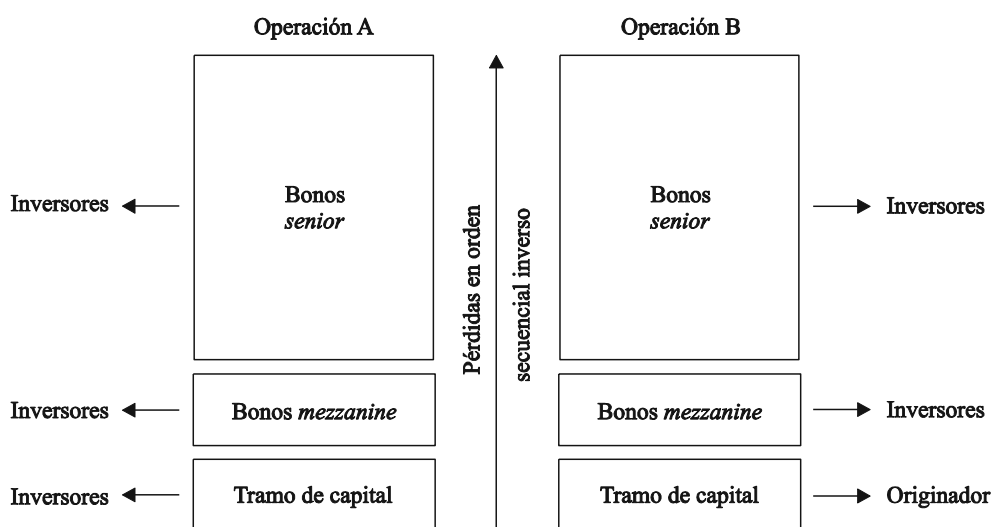 Operación A
Operación B
Inversores
Bonos
senior
Pérdidas en orden
secuencial inverso
Bonos
senior
Inversores
Inversores
Bonos mezzanine
Bonos mezzanine
Inversores
Inversores
Tramo de capital
Tramo de capital
Originador